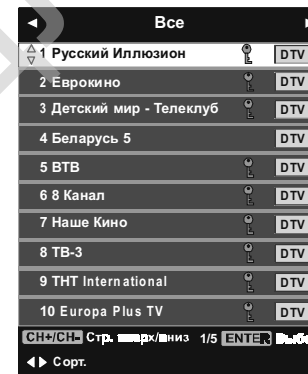 Все
1 Русский Иллюзион DTV
2 Еврокино DTV
3 Детский мир - Телеклуб DTV
4 Беларусь 5 DTV
5 ВТВ DTV
6 8 Канал DTV
7 Наше Кино DTV
8 ТВ-3 DTV
9 ТНТ International DTV
10 Europa Plus TV DTV
CH+/CH- Стр. /вниз 1/5 ENTER
Сорт.